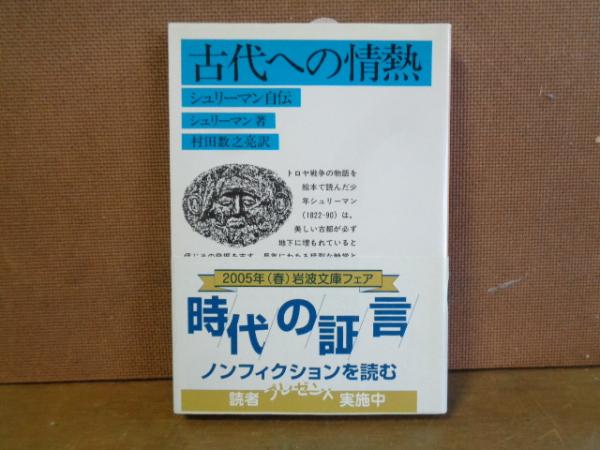 古代への情熱
シュリーマン自伝
シュリーマン著
村田数之亮訳
トロヤ戦争の物語を
絵本で読んだ少
年シュリーマン
(1822-90)は,
美しい古都が必ず
地下に埋もれていると
2005年(春)岩波文庫フェア
時代の証言
ノンフィクションを読む
読者プレゼント実施中